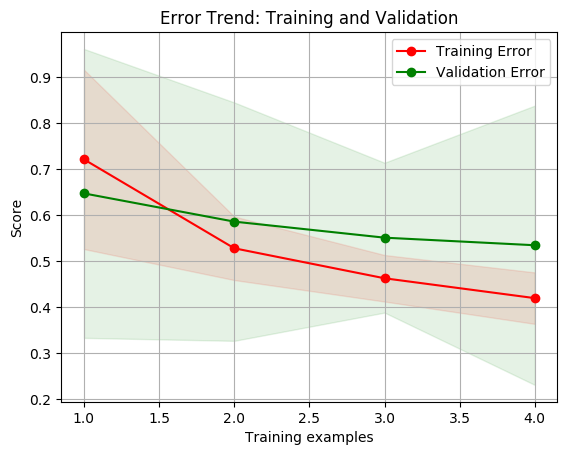 Error Trend: Training and Validation
Training Error
Validation Error
Score
0.9
0.8
0.7
0.6
0.5
0.4
0.3
0.2
1.0 1.5 2.0 2.5 3.0 3.5 4.0
Training examples